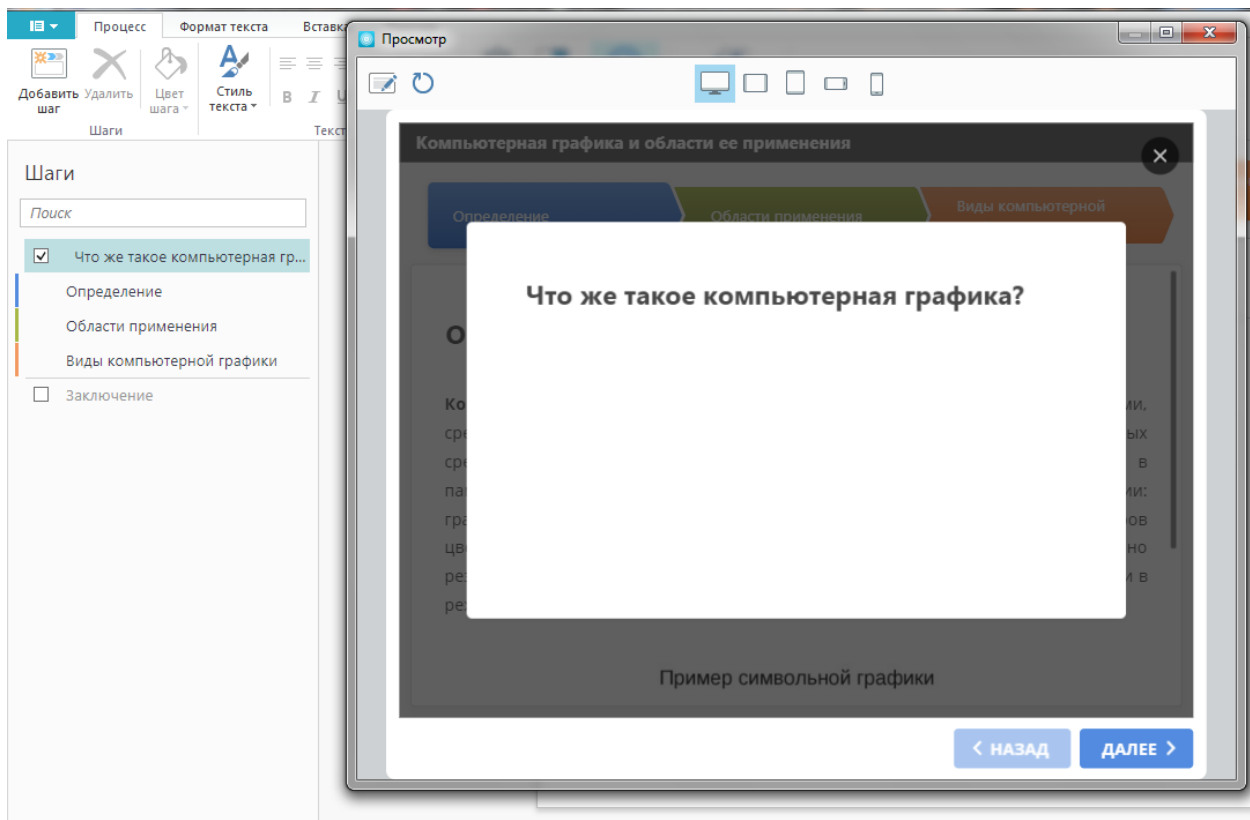 Процесс Формат текста Вставка
Добавить шаг
Удалить
Цвет шага
Стиль текста
B I U
Шаги
Текст
Шаги
Поиск
Что же такое компьютерная гр...
Определение
Области применения
Виды компьютерной графики
Заключение
Просмотр
Компьютерная графика и области ее применения
Определение
Области применения
Виды компьютерной
Что же такое компьютерная графика?
Пример символьной графики
НАЗАД
ДАЛЕЕ